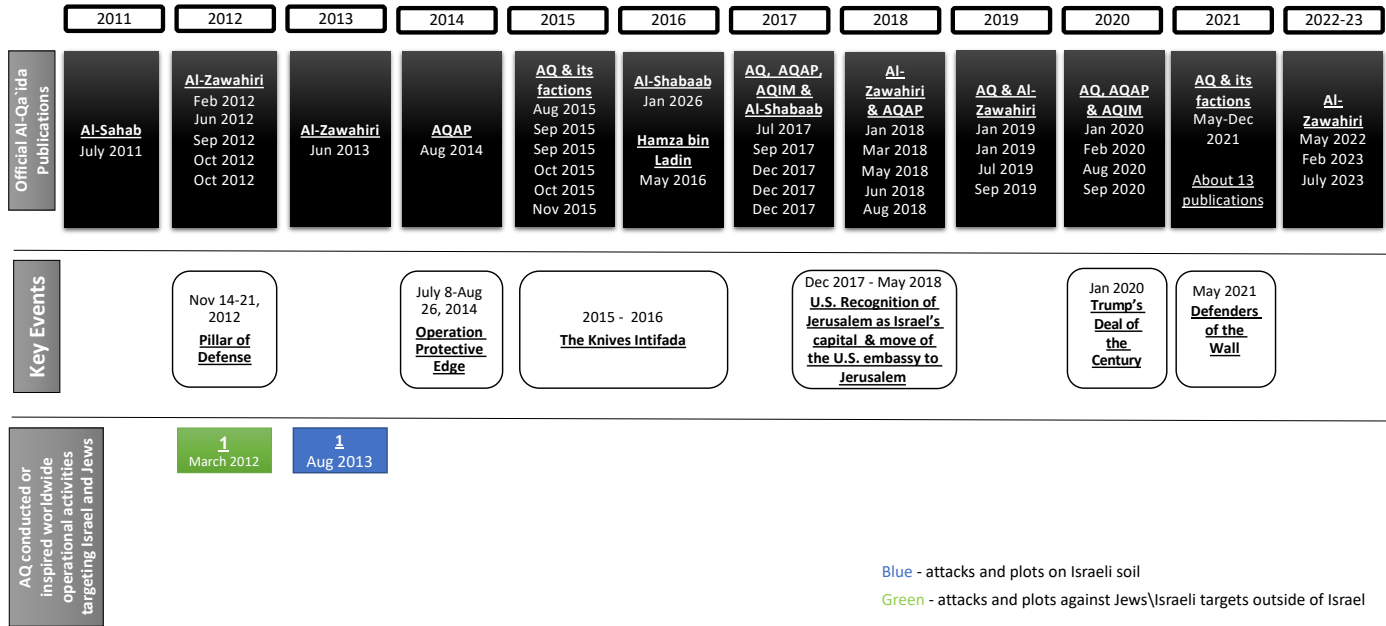 2011
2012
2013
2014
2015
2016
2017
2018
2019
2020
2021
2022-23
Official Al-Qa`ida
Publications
Al-Sahab
July 2011
Al-Zawahiri
Feb 2012
Jun 2012
Sep 2012
Oct 2012
Oct 2012
Al-Zawahiri
Jun 2013
AQAP
Aug 2014
AQ & its
factions
Aug 2015
Sep 2015
Sep 2015
Oct 2015
Oct 2015
Nov 2015
Al-Shabaab
Jan 2026
Hamza bin
Ladin
May 2016
AQ, AQAP,
AQIM &
Al-Shabaab
Jul 2017
Sep 2017
Dec 2017
Dec 2017
Dec 2017
Al-
Zawahiri
& AQAP
Jan 2018
Mar 2018
May 2018
Jun 2018
Aug 2018
AQ & Al-
Zawahiri
Jan 2019
Jan 2019
Jul 2019
Sep 2019
AQ, AQAP
& AQIM
Jan 2020
Feb 2020
Aug 2020
Sep 2020
AQ & its
factions
May-Dec
2021
About 13
publications
Al-
Zawahiri
May 2022
Feb 2023
July 2023
Key Events
Nov 14-21,
2012
Pillar of
Defense
July 8-Aug
26, 2014
Operation
Protective
Edge
2015 - 2016
The Knives Intifada
Dec 2017 - May 2018
U.S. Recognition of
Jerusalem as Israel's
capital & move of
the U.S. embassy to
Jerusalem
Jan 2020
Trump's
Deal of
the
Century
May 2021
Defenders
of the
Wall
AQ conducted or
inspired worldwide
operational activities
targeting Israel and Jews
1
March 2012
1
Aug 2013
Blue - attacks and plots on Israeli soil
Green - attacks and plots against Jews\Israeli targets outside of Israel